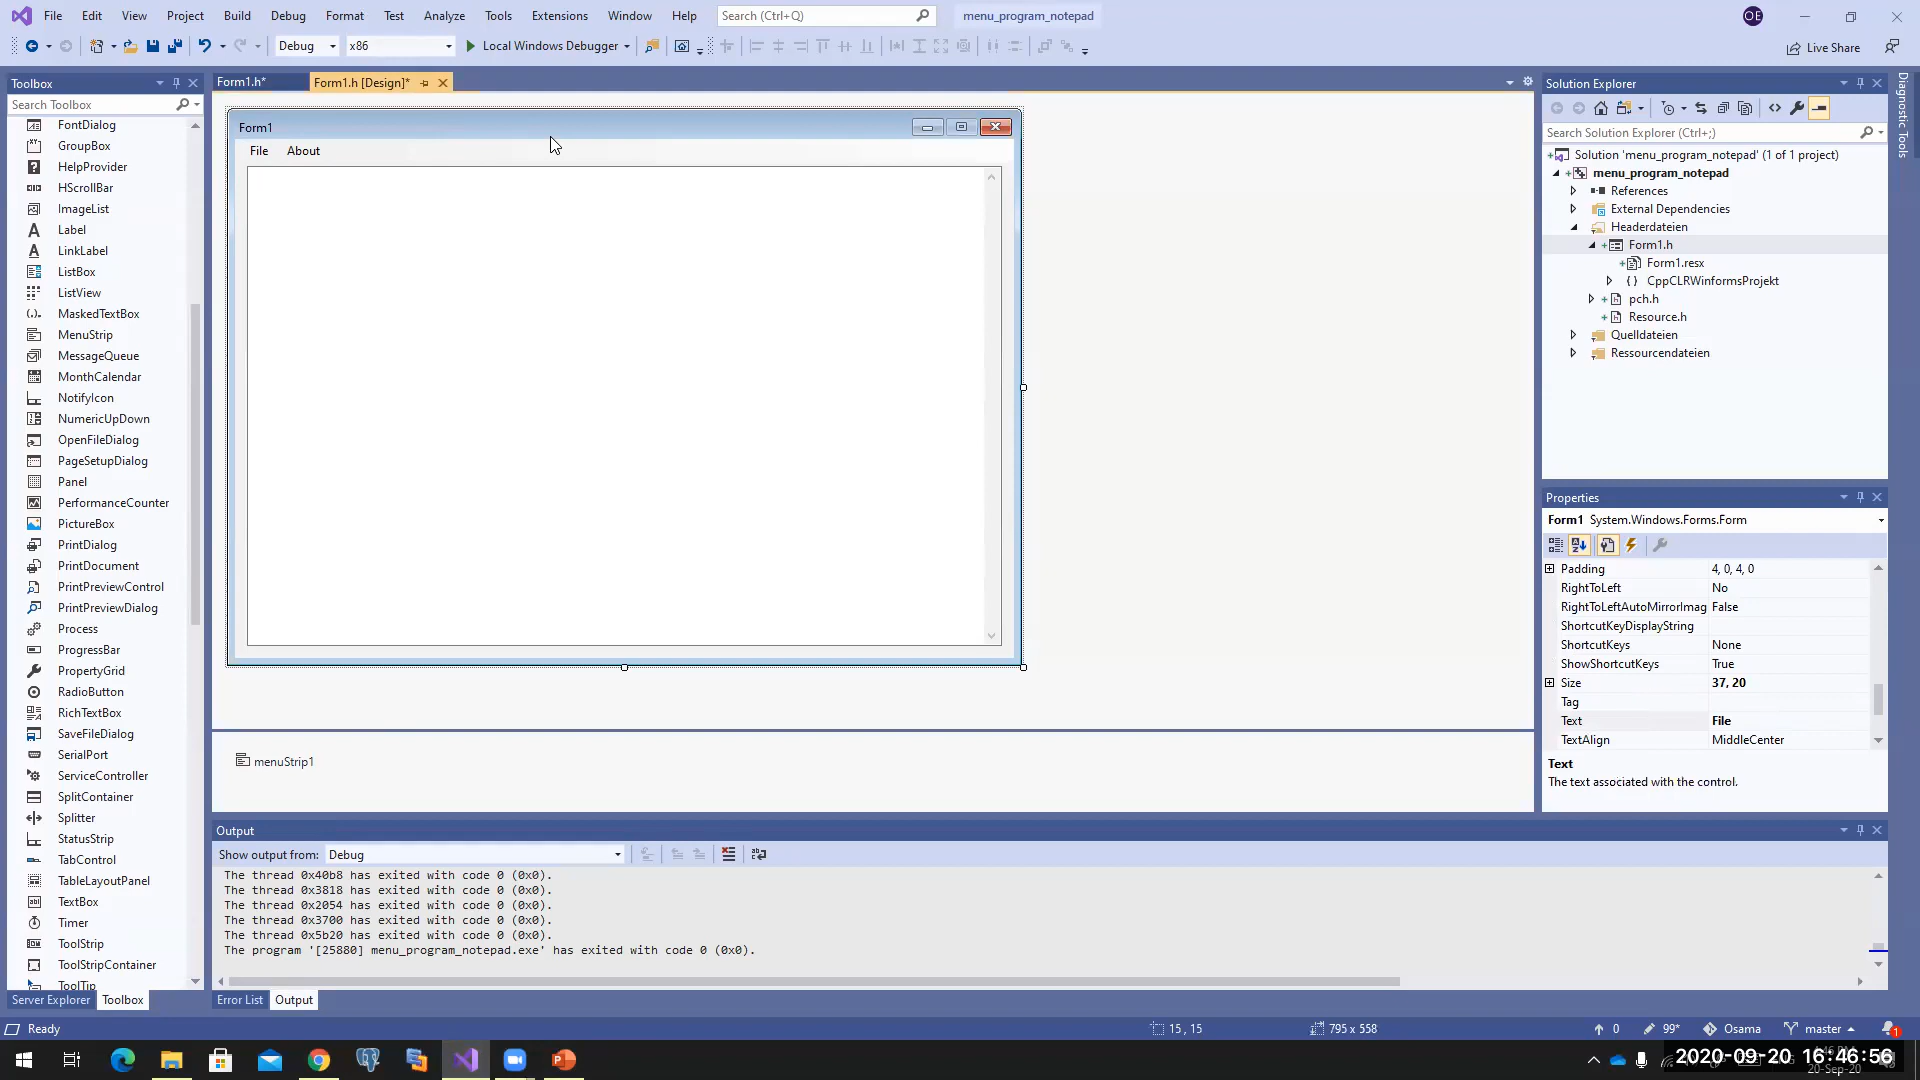 File Edit View Project Build Debug Format Test Analyze Tools Extensions Window Help Search (Ctrl+Q) menu_program_notepad OE
Debug x86 Local Windows Debugger Live Share
Toolbox
Search Toolbox
FontDialog
GroupBox
HelpProvider
HScrollBar
ImageList
Label
LinkLabel
ListBox
ListView
MaskedTextBox
MenuStrip
MessageQueue
MonthCalendar
NotifyIcon
NumericUpDown
OpenFileDialog
PageSetupDialog
Panel
PerformanceCounter
PictureBox
PrintDialog
PrintDocument
PrintPreviewControl
PrintPreviewDialog
Process
ProgressBar
PropertyGrid
RadioButton
RichTextBox
SaveFileDialog
SerialPort
ServiceController
SplitContainer
Splitter
StatusStrip
TabControl
TableLayoutPanel
TextBox
Timer
ToolStrip
ToolStripContainer
ToolTip
Server Explorer Toolbox
Form1.h* Form1.h [Design]*
Form1
File About
menuStrip1
Output
Show output from: Debug
The thread 0x40b8 has exited with code 0 (0x0).
The thread 0x3818 has exited with code 0 (0x0).
The thread 0x2054 has exited with code 0 (0x0).
The thread 0x3700 has exited with code 0 (0x0).
The thread 0x5b20 has exited with code 0 (0x0).
The program '[25880] menu_program_notepad.exe' has exited with code 0 (0x0).
Error List Output
Solution Explorer
Search Solution Explorer (Ctrl+;)
Solution 'menu_program_notepad' (1 of 1 project)
menu_program_notepad
References
External Dependencies
Headerdateien
Form1.h
Form1.resx
CppCLRWinformsProjekt
pch.h
Resource.h
Quelldateien
Ressourcendateien
Diagnostic Tools
Properties
Form1 System.Windows.Forms.Form
Padding 4, 0, 4, 0
RightToLeft No
RightToLeftAutoMirrorImag False
ShortcutKeyDisplayString
ShortcutKeys None
ShowShortcutKeys True
Size 37, 20
Tag
Text File
TextAlign MiddleCenter
Text
The text associated with the control.
Ready 15 , 15 795 x 558 0 99* Osama master 1
2020-09-20 16:46:56
20-Sep-20